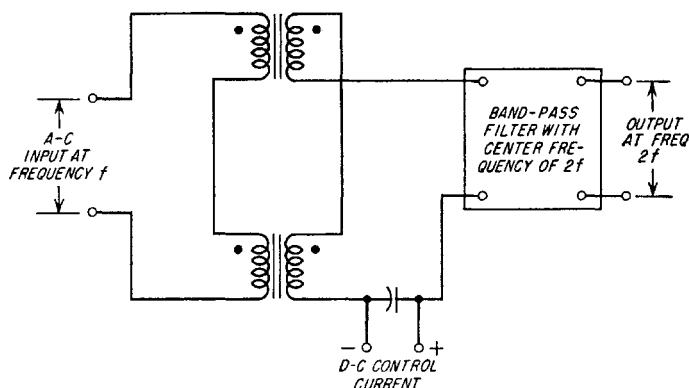 A-C
INPUT AT
FREQUENCY f
BAND-PASS
FILTER WITH
CENTER FRE-
QUENCY OF 2f
OUTPUT
AT FREQ
2f
− +
D-C CONTROL
CURRENT